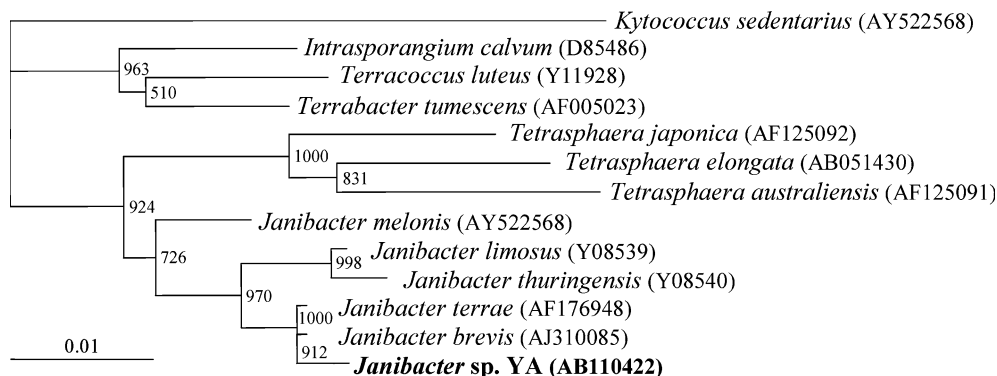 Kytococcus sedentarius (AY522568)
Intrasporangium calvum (D85486)
963
Terracoccus luteus (Y11928)
510
Terrabacter tumescens (AF005023)
Tetrasphaera japonica (AF125092)
1000
Tetrasphaera elongata (AB051430)
831
Tetrasphaera australiensis (AF125091)
924
Janibacter melonis (AY522568)
726
Janibacter limosus (Y08539)
998
Janibacter thuringensis (Y08540)
970
Janibacter terrae (AF176948)
1000
Janibacter brevis (AJ310085)
912
Janibacter sp. YA (AB110422)
0.01